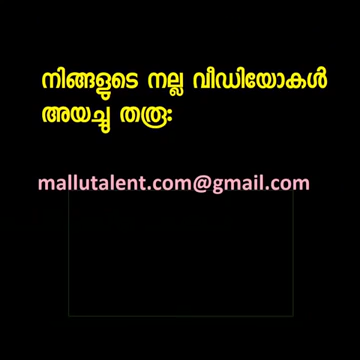 നിങ്ങളുടെ നല്ല വീഡിയോകൾ
അയച്ചു തരൂ:
mallutalent.com@gmail.com